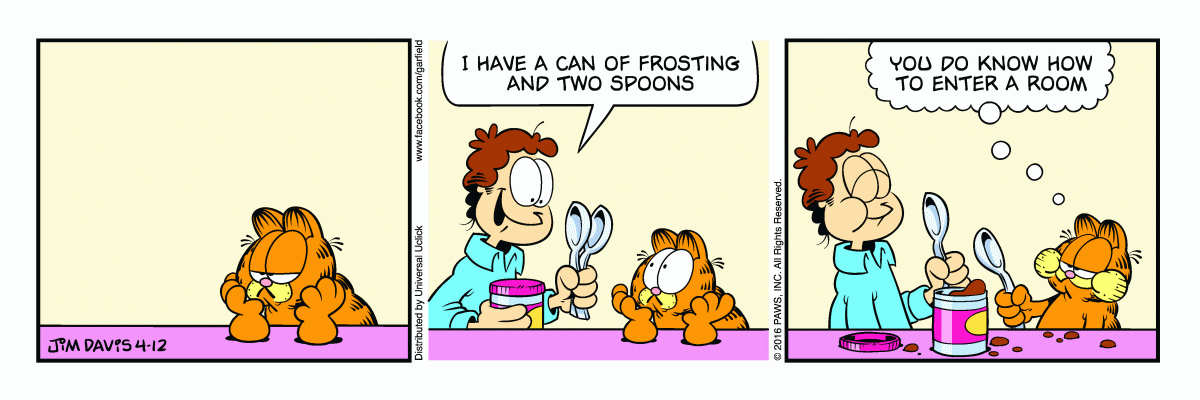 JIM DAVIS 4-12
Distributed by Universal Uclick
www.facebook.com/garfield
I HAVE A CAN OF FROSTING
AND TWO SPOONS
© 2016 PAWS, INC. All Rights Reserved.
YOU DO KNOW HOW
TO ENTER A ROOM